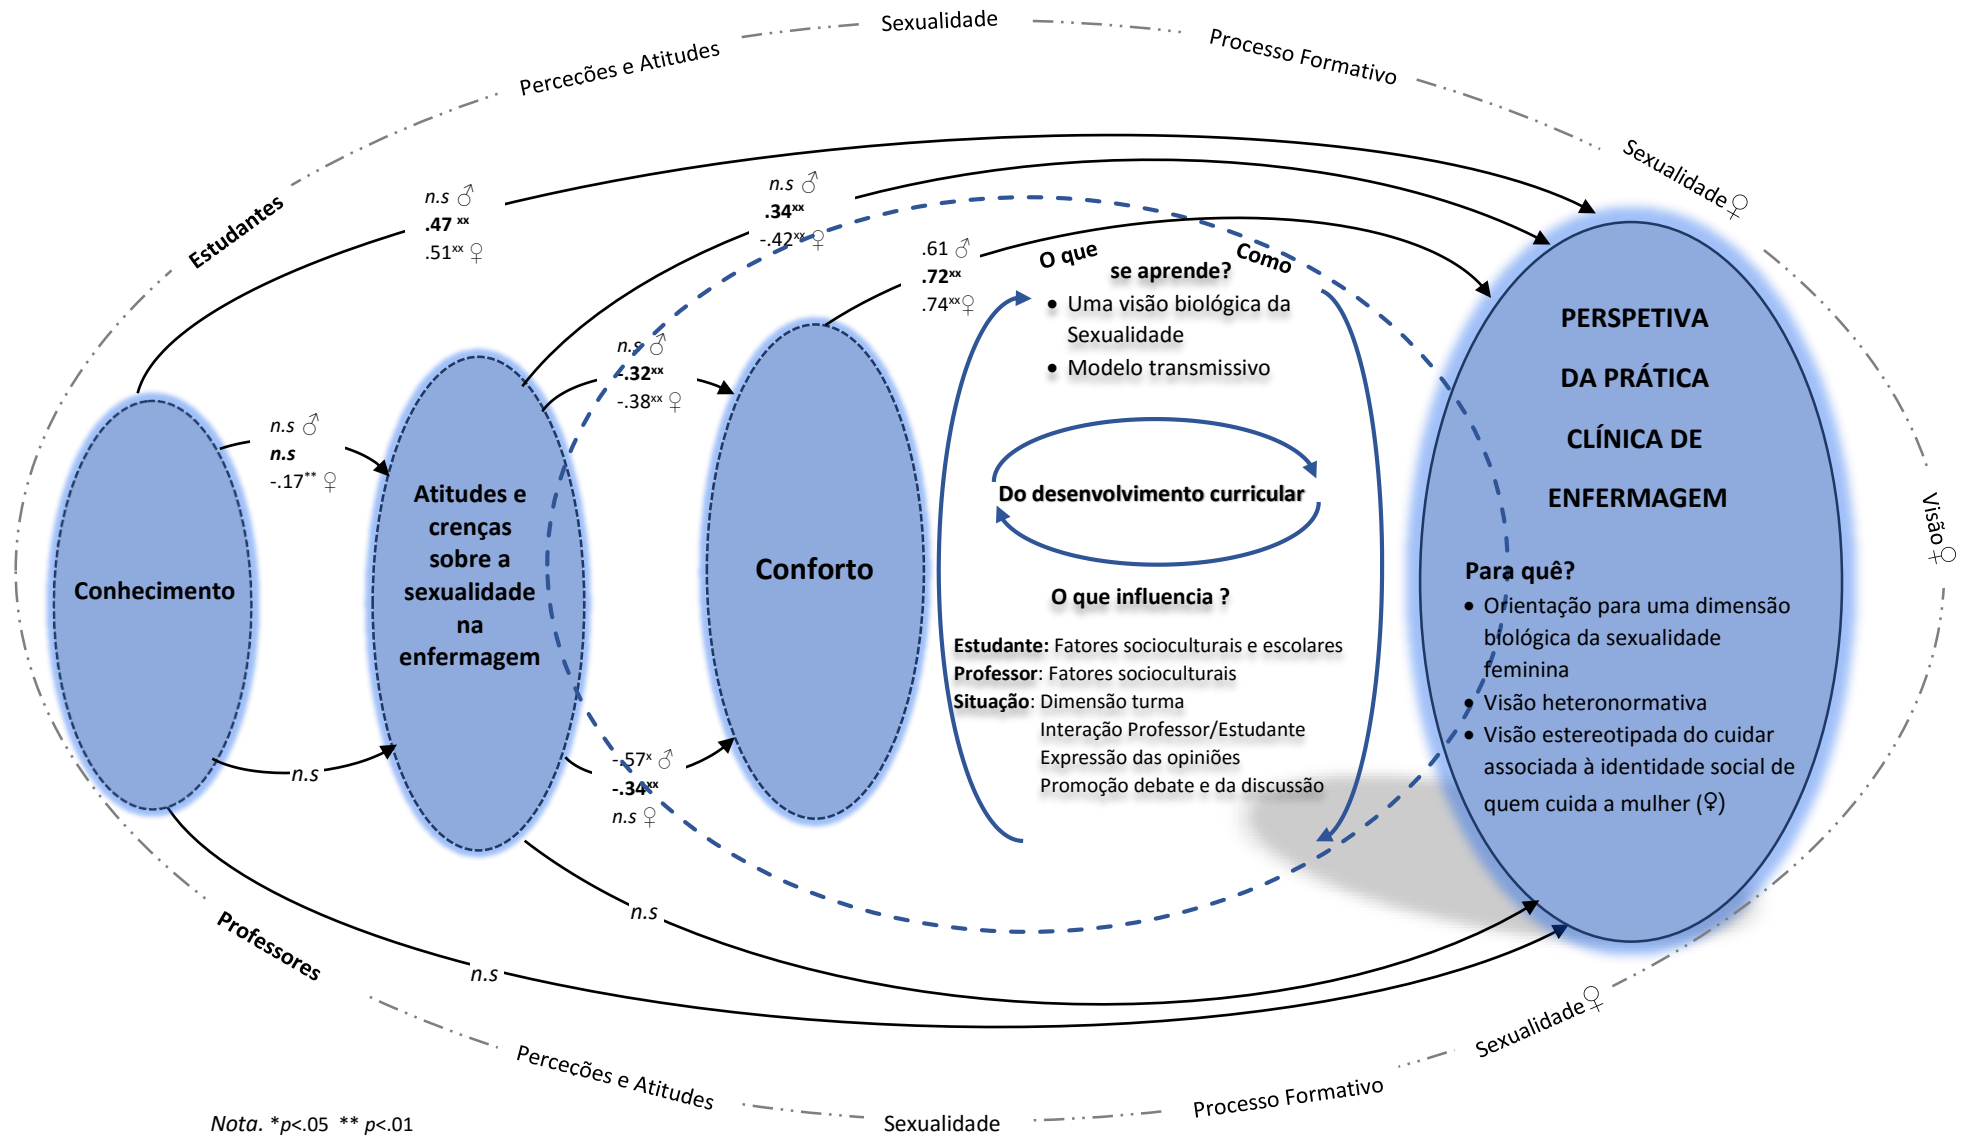 Sexualidade
Perceções e Atitudes
Processo Formativo
Sexualidade♀
Estudantes
Visão♀
n.s ♂
.47 xx
.51xx ♀
n.s ♂
.34xx
-.42xx ♀
.61 ♂
.72xx
.74xx♀
n.s ♂
-.32xx
-.38xx ♀
n.s ♂
n.s
-.17** ♀
Conhecimento
Atitudes e
crenças
sobre a
sexualidade
na
enfermagem
Conforto
n.s
-.57x ♂
-.34xx
n.s ♀
n.s
n.s
O que
Como
se aprende?
• Uma visão biológica da
Sexualidade
• Modelo transmissivo
Do desenvolvimento curricular
O que influencia ?
Estudante: Fatores socioculturais e escolares
Professor: Fatores socioculturais
Situação: Dimensão turma
Interação Professor/Estudante
Expressão das opiniões
Promoção debate e da discussão
PERSPETIVA
DA PRÁTICA
CLÍNICA DE
ENFERMAGEM
Para quê?
• Orientação para uma dimensão
biológica da sexualidade
feminina
• Visão heteronormativa
• Visão estereotipada do cuidar
associada à identidade social de
quem cuida a mulher (♀)
Professores
Perceções e Atitudes
Sexualidade
Processo Formativo
Sexualidade♀
Nota. *p<.05 ** p<.01